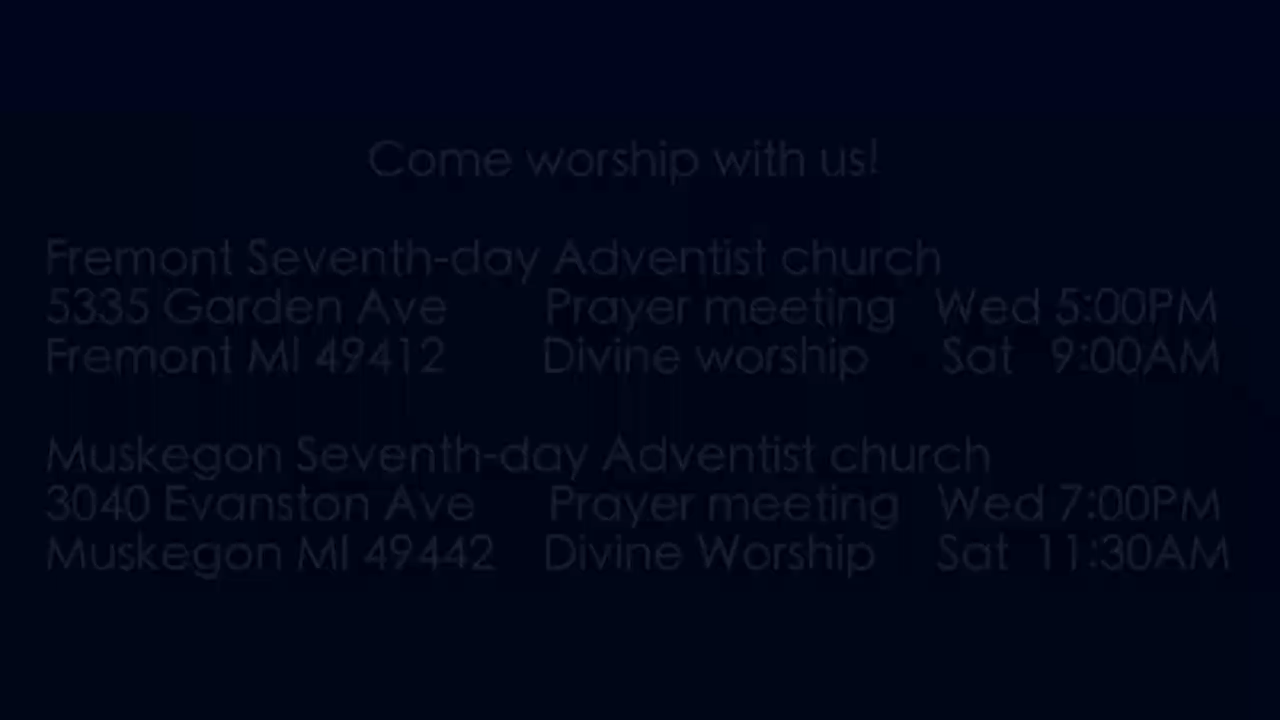 Come worship with us!
Fremont Seventh-day Adventist church
5335 Garden Ave Prayer meeting Wed 5:00PM
Fremont MI 49412 Divine worship Sat 9:00AM
Muskegon Seventh-day Adventist church
3040 Evanston Ave Prayer meeting Wed 7:00PM
Muskegon MI 49442 Divine Worship Sat 11:30AM